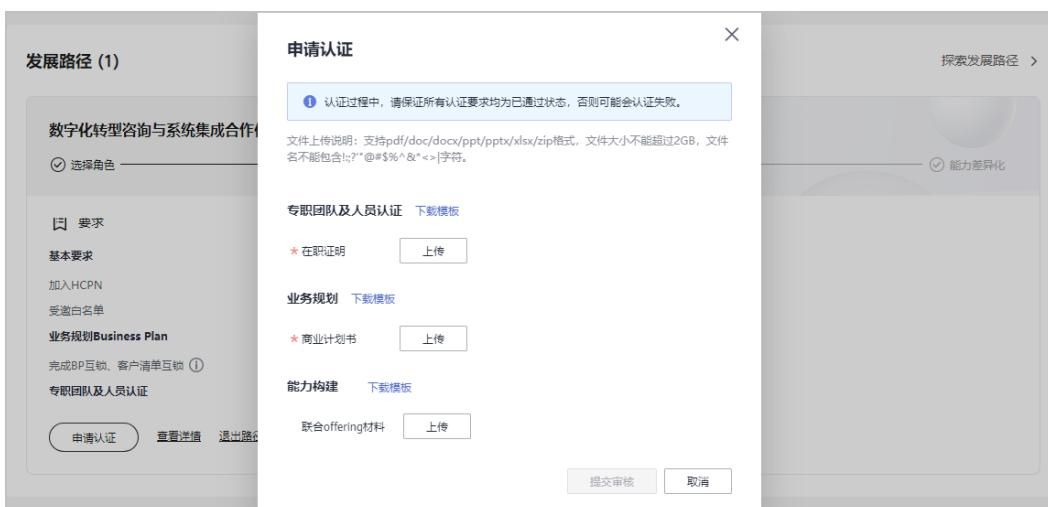 发展路径 (1)
探索发展路径
数字化转型咨询与系统集成合作
选择角色
能力差异化
要求
基本要求
加入HCPN
受邀白名单
业务规划Business Plan
完成BP互锁、客户清单互锁
专职团队及人员认证
申请认证 查看详情 退出路径
申请认证
认证过程中，请保证所有认证要求均为已通过状态，否则可能会认证失败。
文件上传说明：支持pdf/doc/docx/ppt/pptx/xlsx/zip格式，文件大小不能超过2GB，文件
名不能包含!:;?'"*@#$%^&*<>|字符。
专职团队及人员认证 下载模板
* 在职证明 上传
业务规划 下载模板
* 商业计划书 上传
能力构建 下载模板
联合offering材料 上传
提交审核 取消